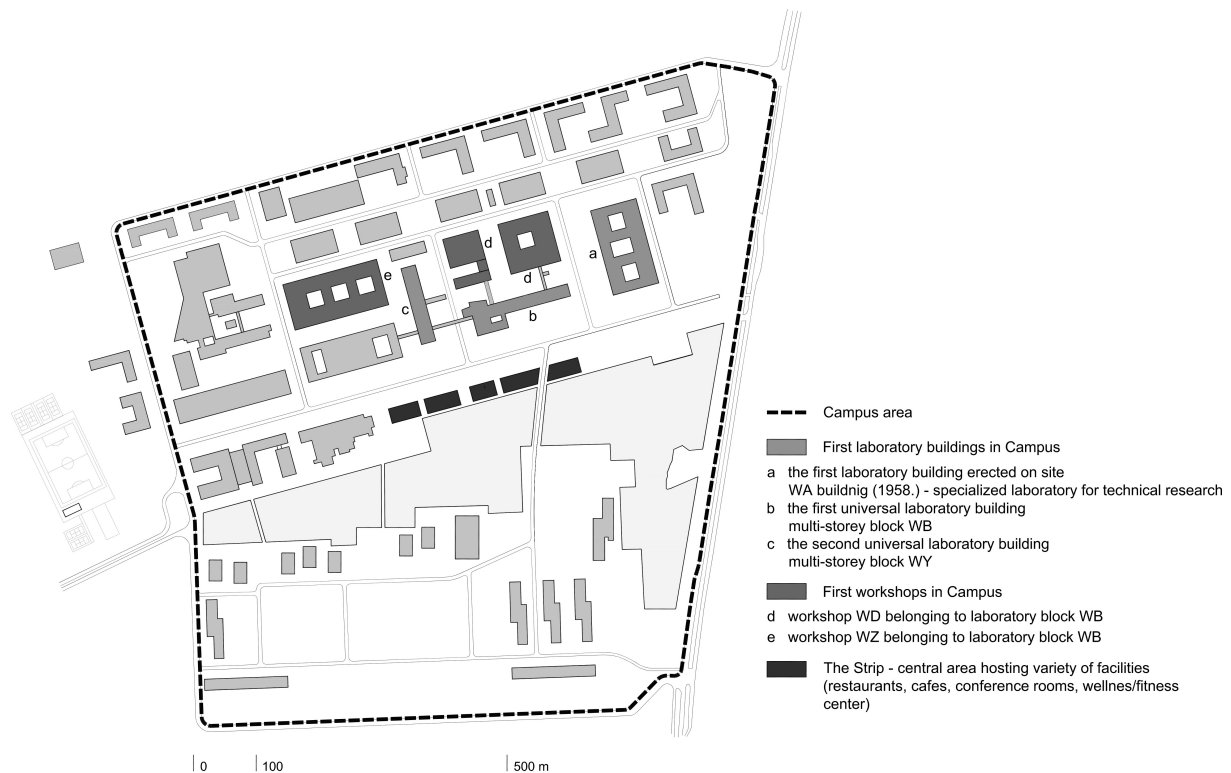 d
a
d
e
c
b
Campus area
First laboratory buildings in Campus
a the first laboratory building erected on site
WA buildnig (1958.) - specialized laboratory for technical research
b the first universal laboratory building
multi-storey block WB
c the second universal laboratory building
multi-storey block WY
First workshops in Campus
d workshop WD belonging to laboratory block WB
e workshop WZ belonging to laboratory block WB
The Strip - central area hosting variety of facilities
(restaurants, cafes, conference rooms, wellnes/fitness
center)
0 100 500 m